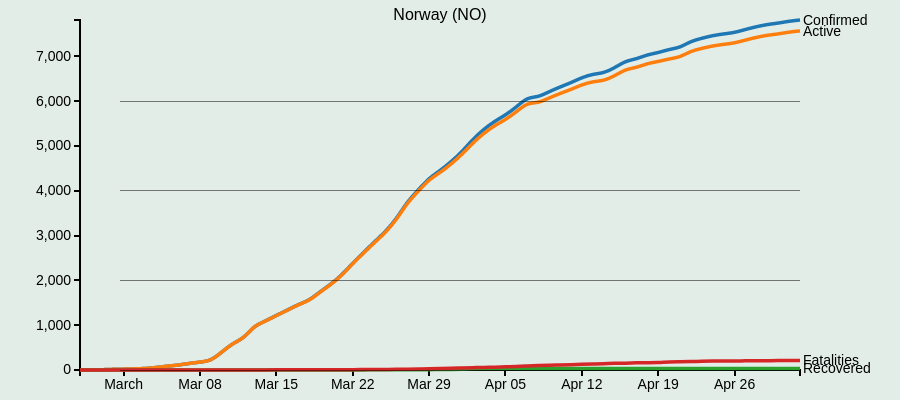 Norway (NO)
Confirmed
Active
7,000
6,000
5,000
4,000
3,000
2,000
1,000
0
Fatalities
Recovered
March
Mar 08
Mar 15
Mar 22
Mar 29
Apr 05
Apr 12
Apr 19
Apr 26